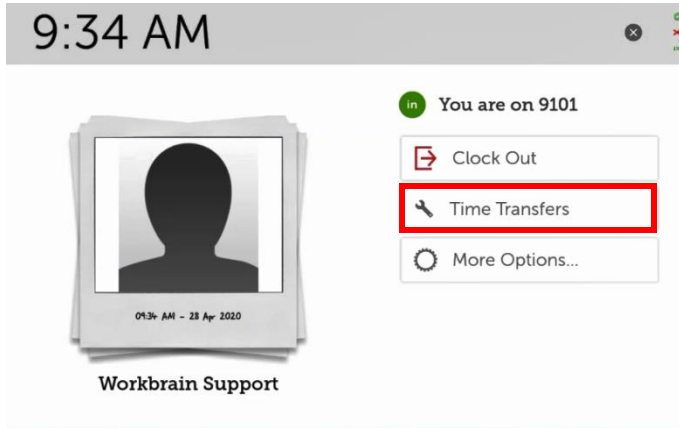 9:34 AM
in You are on 9101
Clock Out
Time Transfers
More Options...
09:34 AM - 28 Apr 2020
Workbrain Support